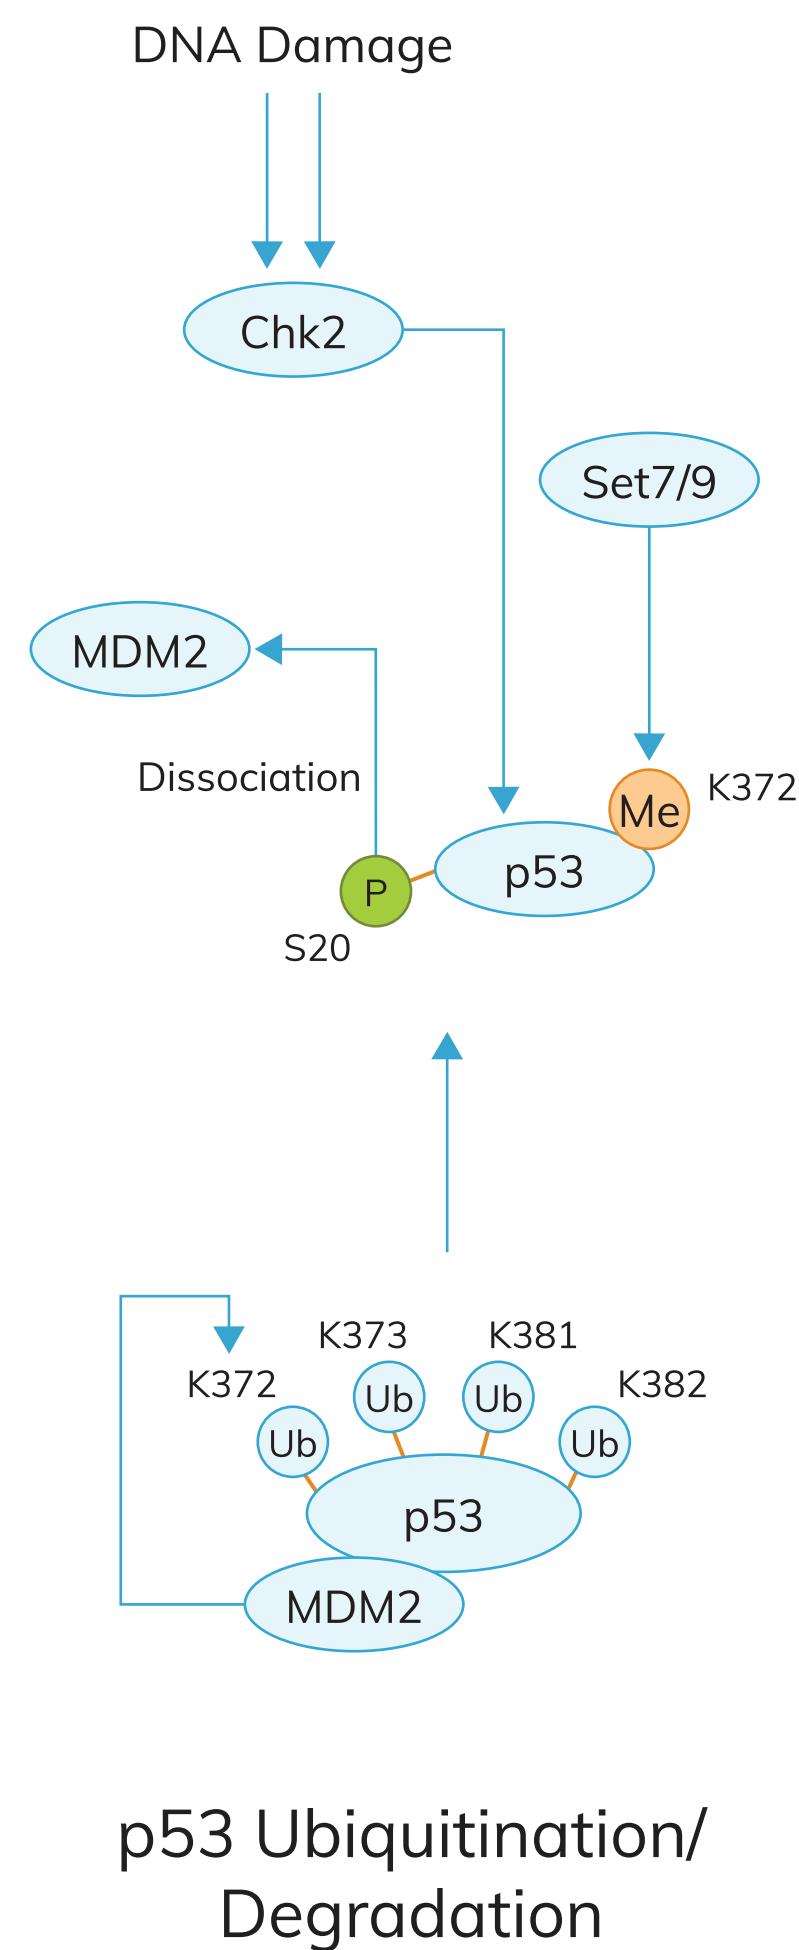 DNA Damage
Chk2
Set7/9
MDM2
Dissociation
K372
Me
p53
P
S20
K373
K381
K372
K382
Ub
Ub
Ub
Ub
p53
MDM2
p53 Ubiquitination/
Degradation